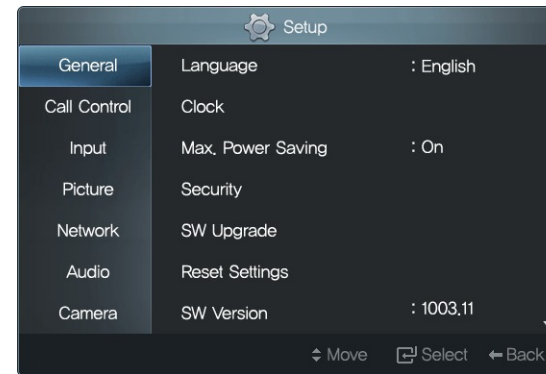 Setup
General
Language : English
Call Control
Clock
Input
Max. Power Saving : On
Picture
Security
Network
SW Upgrade
Audio
Reset Settings
Camera
SW Version : 1003.11
Move Select Back